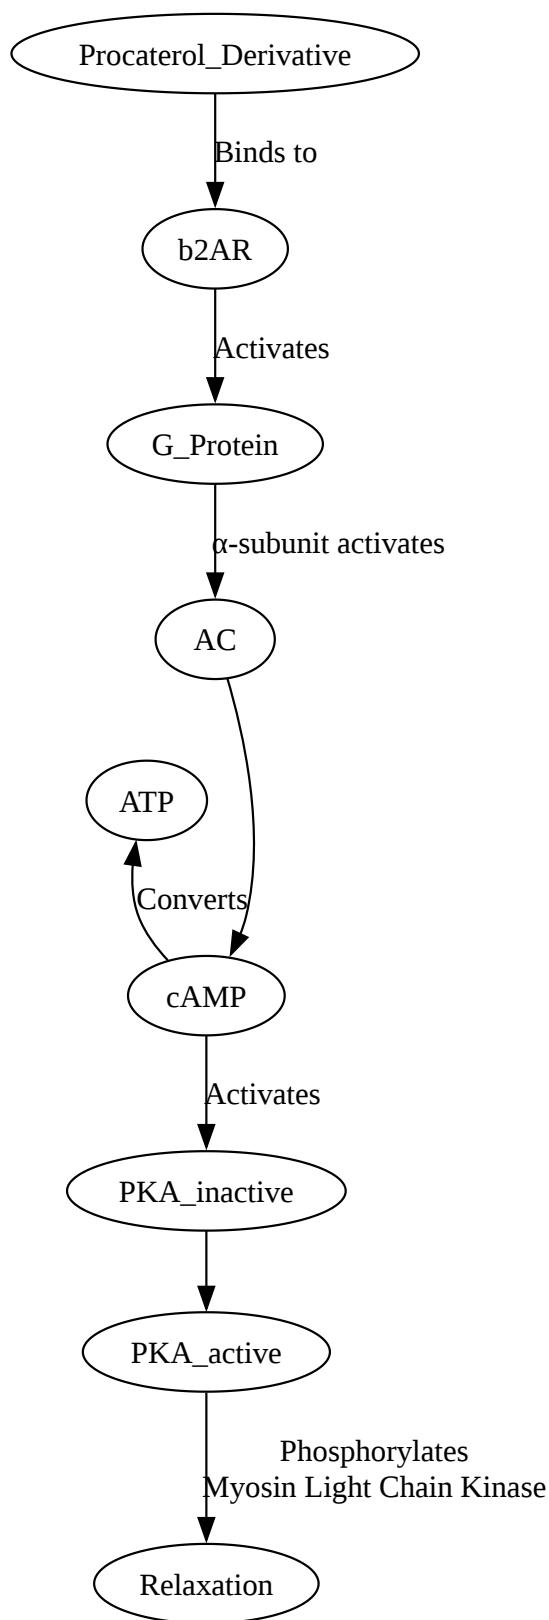 Procaterol_Derivative
Binds to
b2AR
Activates
G_Protein
α-subunit activates
AC
ATP
Converts
cAMP
Activates
PKA_inactive
PKA_active
Phosphorylates
Myosin Light Chain Kinase
Relaxation